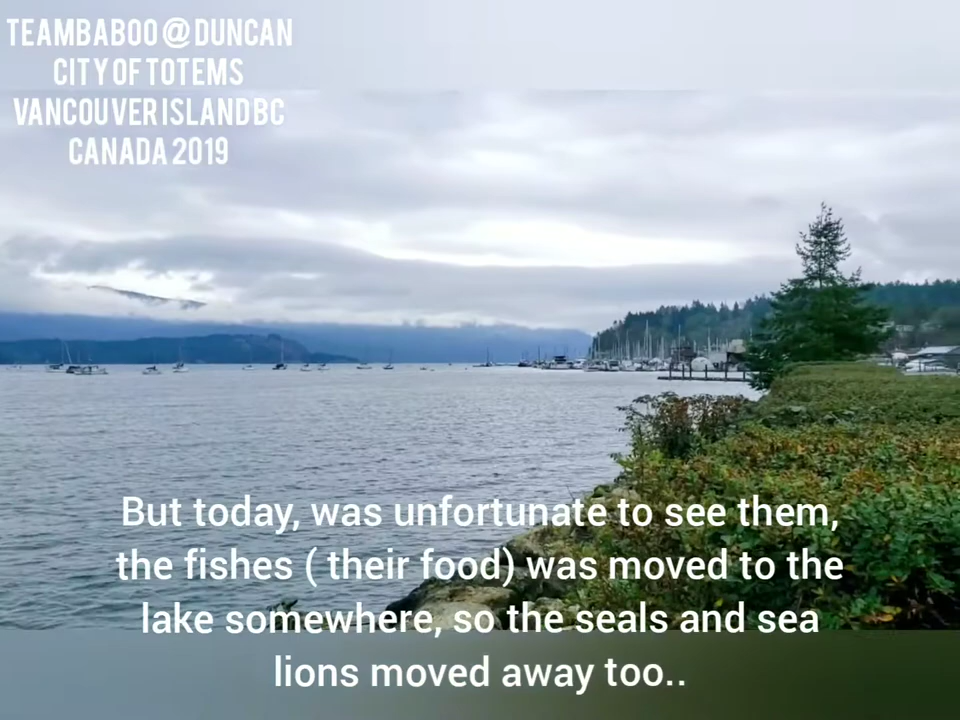 TEAMBABOO @ DUNCAN
CITY OF TOTEMS
VANCOUVER ISLAND BC
CANADA 2019
But today, was unfortunate to see them,
the fishes ( their food) was moved to the
lake somewhere, so the seals and sea
lions moved away too..